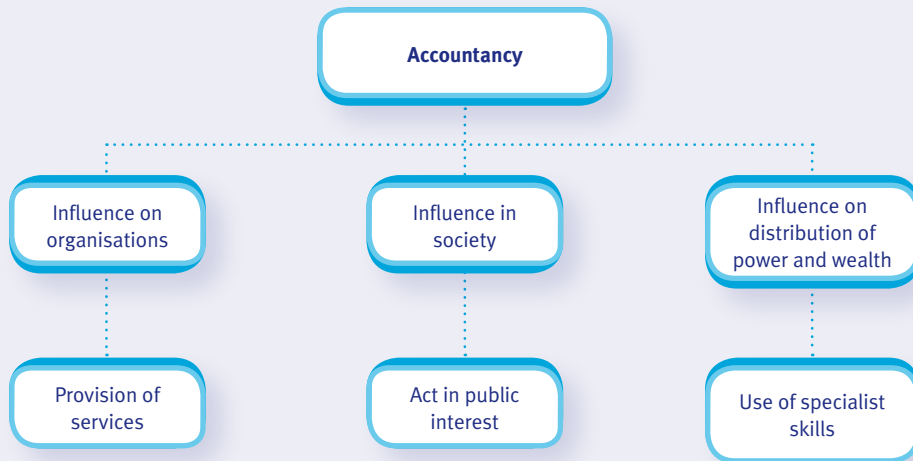 Accountancy
Influence on
organisations
Influence in
society
Influence on
distribution of
power and wealth
Provision of
services
Act in public
interest
Use of specialist
skills